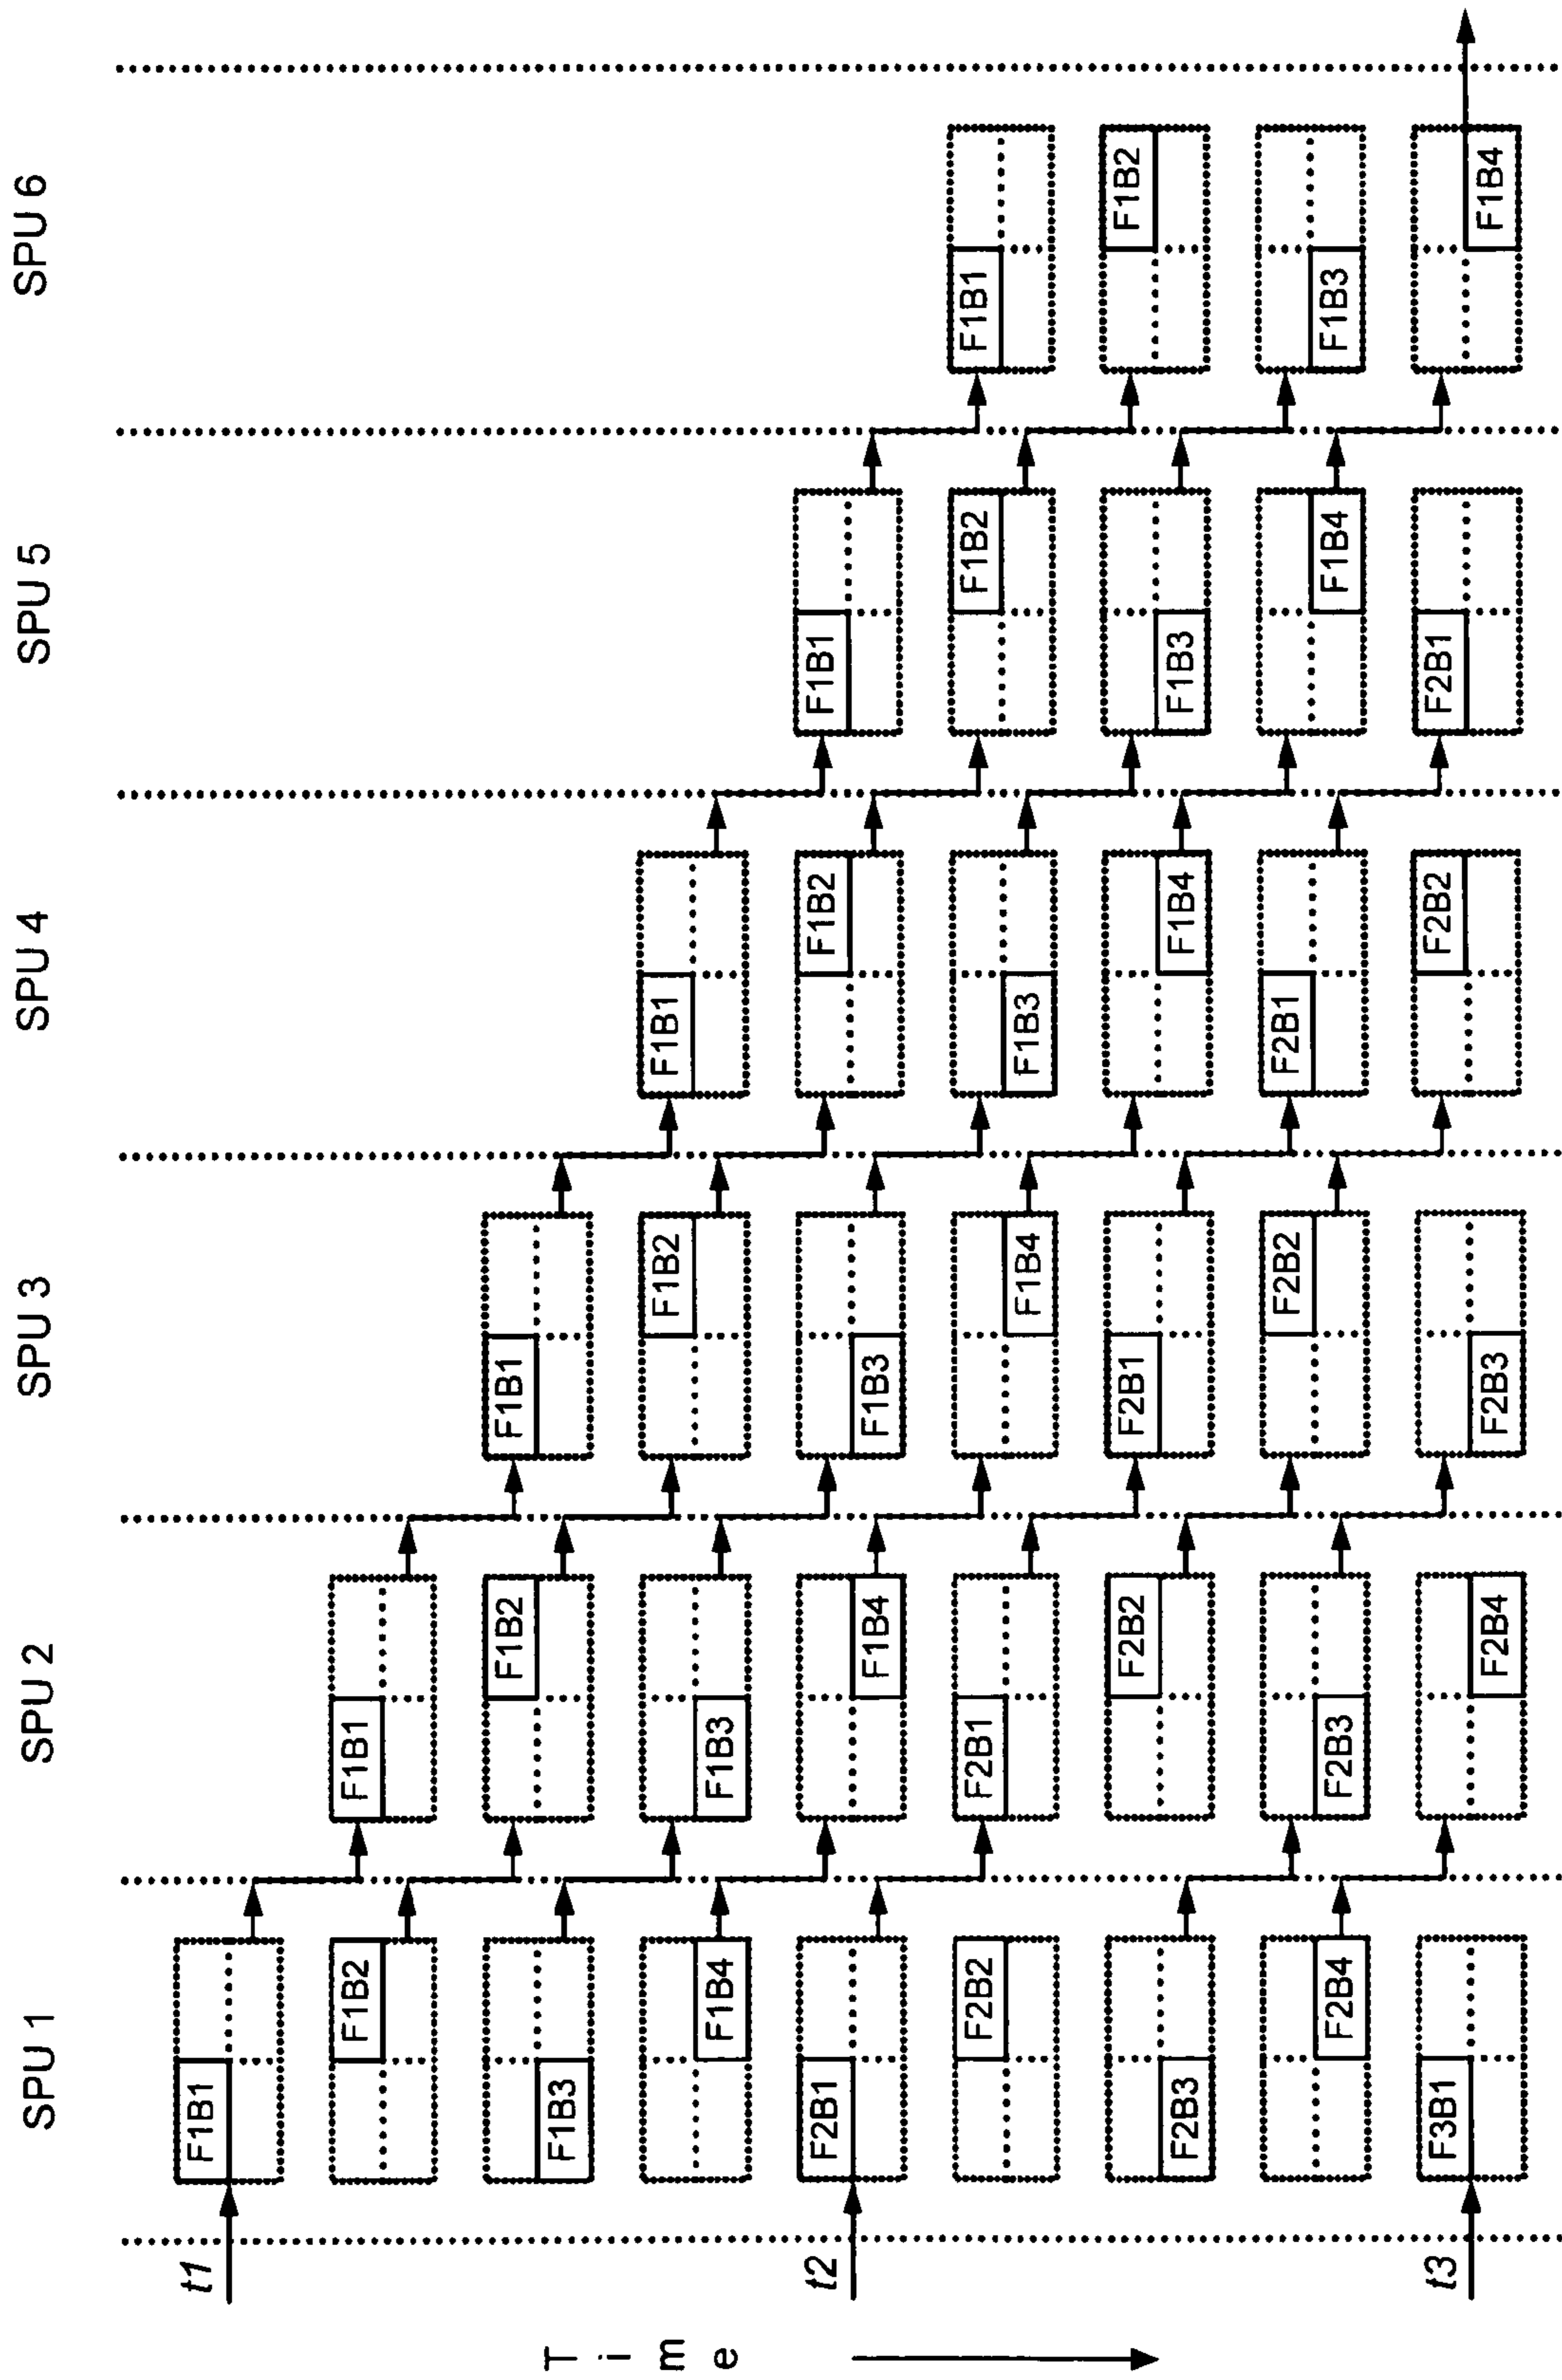 SPU 1 SPU 2 SPU 3 SPU 4 SPU 5 SPU 6
Time
t1 F1B1
F1B2 F1B1
F1B3 F1B2 F1B1
F1B4 F1B3 F1B2 F1B1
t2 F2B1 F1B4 F1B3 F1B2 F1B1
F2B2 F2B1 F1B4 F1B3 F1B2 F1B1
F2B3 F2B2 F2B1 F1B4 F1B3 F1B2
F2B4 F2B3 F2B2 F2B1 F1B4 F1B3
t3 F3B1 F2B4 F2B3 F2B2 F2B1 F1B4